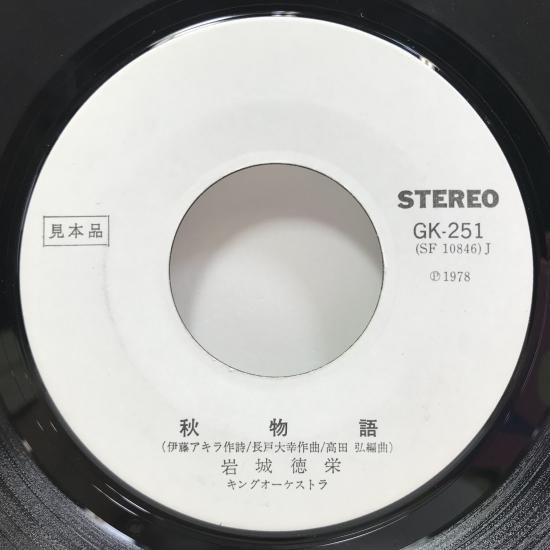 STEREO
GK-251
(SF 10846) J
Ⓟ1978
見本品
秋物語
(伊藤アキラ作詩/長戸大幸作曲/高田 弘編曲)
岩城徳栄
キングオーケストラ